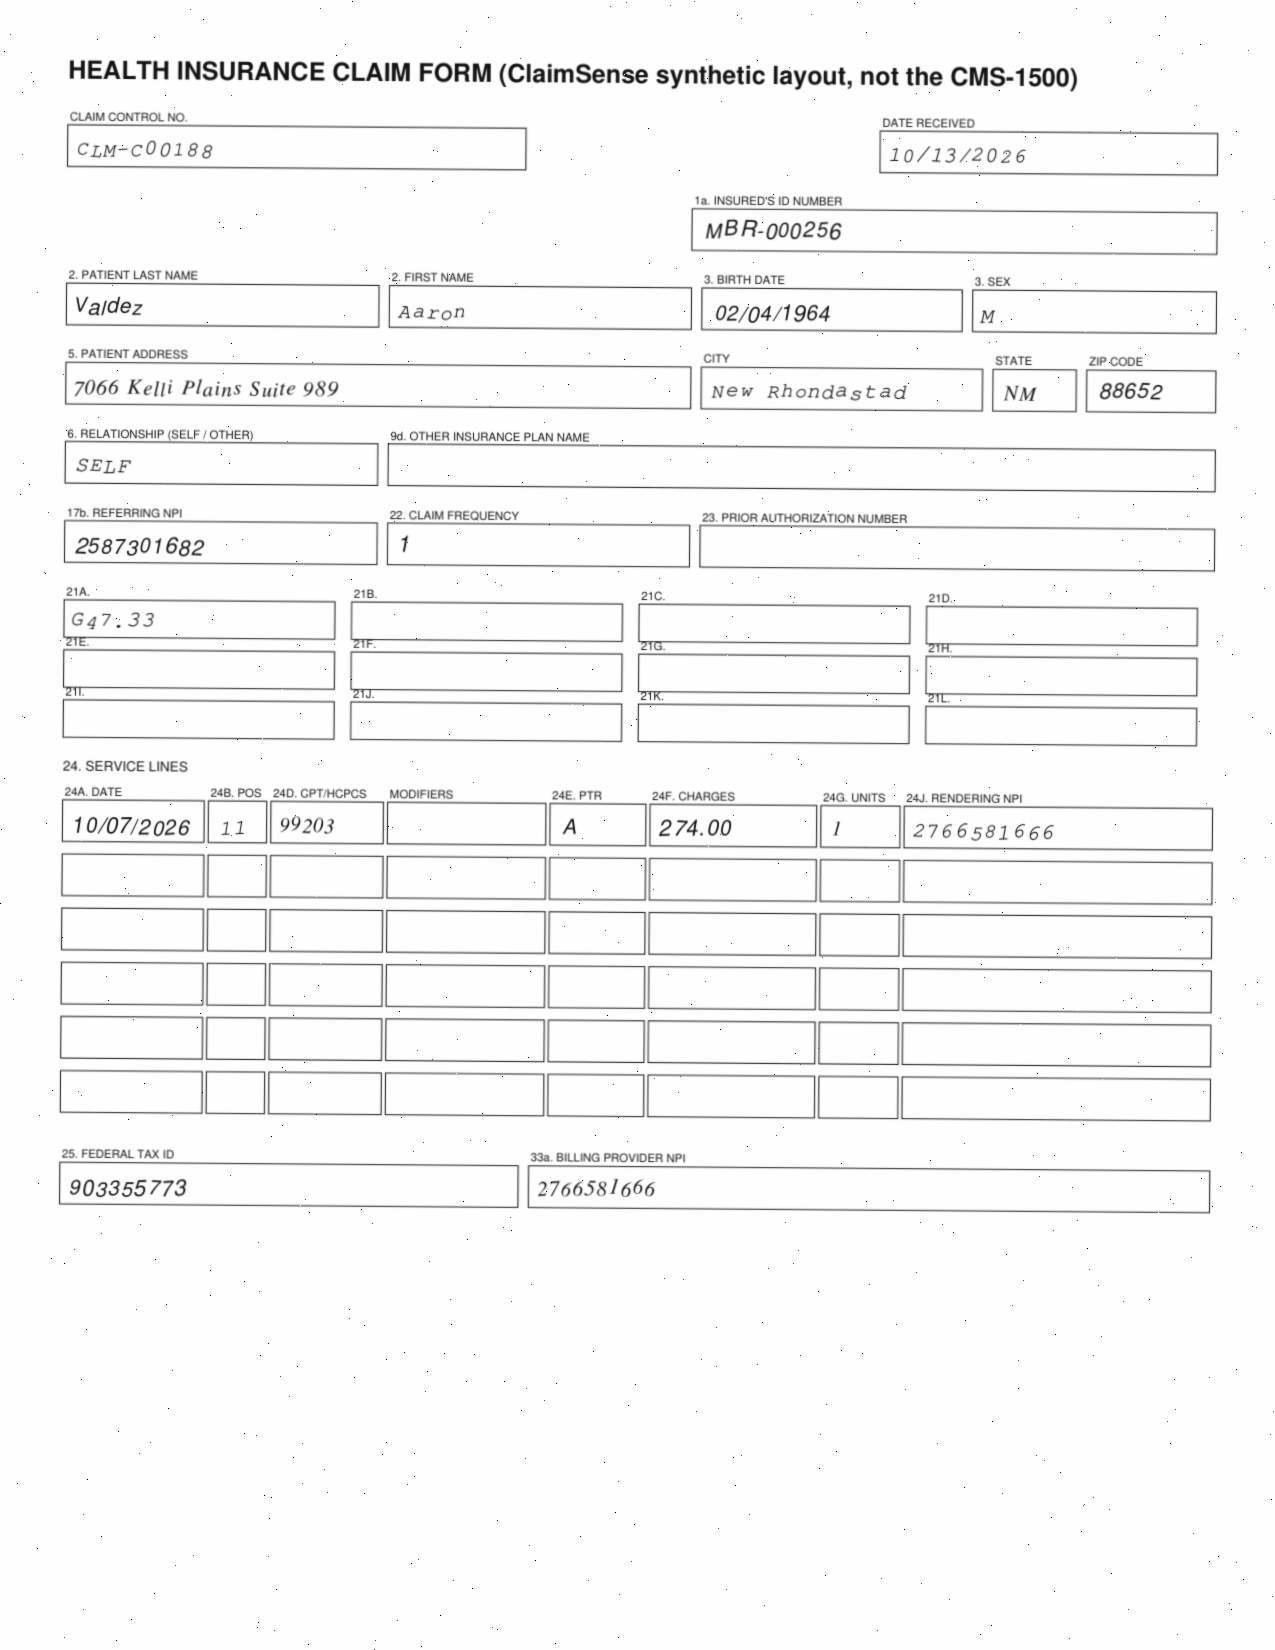 HEALTH INSURANCE CLAIM FORM (ClaimSense synthetic layout, not the CMS-1500)
CLAIM CONTROL NO. DATE RECEIVED
CLM-C00188 10/13/2026
1a. INSURED'S ID NUMBER
MBR-000256
2. PATIENT LAST NAME 2. FIRST NAME 3. BIRTH DATE 3. SEX
Valdez Aaron 02/04/1964 M
5. PATIENT ADDRESS CITY STATE ZIP CODE
7066 Kelli Plains Suite 989 New Rhondastad NM 88652
6. RELATIONSHIP (SELF / OTHER) 9d. OTHER INSURANCE PLAN NAME
SELF
17b. REFERRING NPI 22. CLAIM FREQUENCY 23. PRIOR AUTHORIZATION NUMBER
2587301682 1
21A. 21B. 21C. 21D.
G47.33
21E. 21F. 21G. 21H.
21I. 21J. 21K. 21L.
24. SERVICE LINES
24A. DATE 24B. POS 24D. CPT/HCPCS MODIFIERS 24E. PTR 24F. CHARGES 24G. UNITS 24J. RENDERING NPI
10/07/2026 11 99203 A 274.00 1 2766581666
25. FEDERAL TAX ID 33a. BILLING PROVIDER NPI
903355773 2766581666